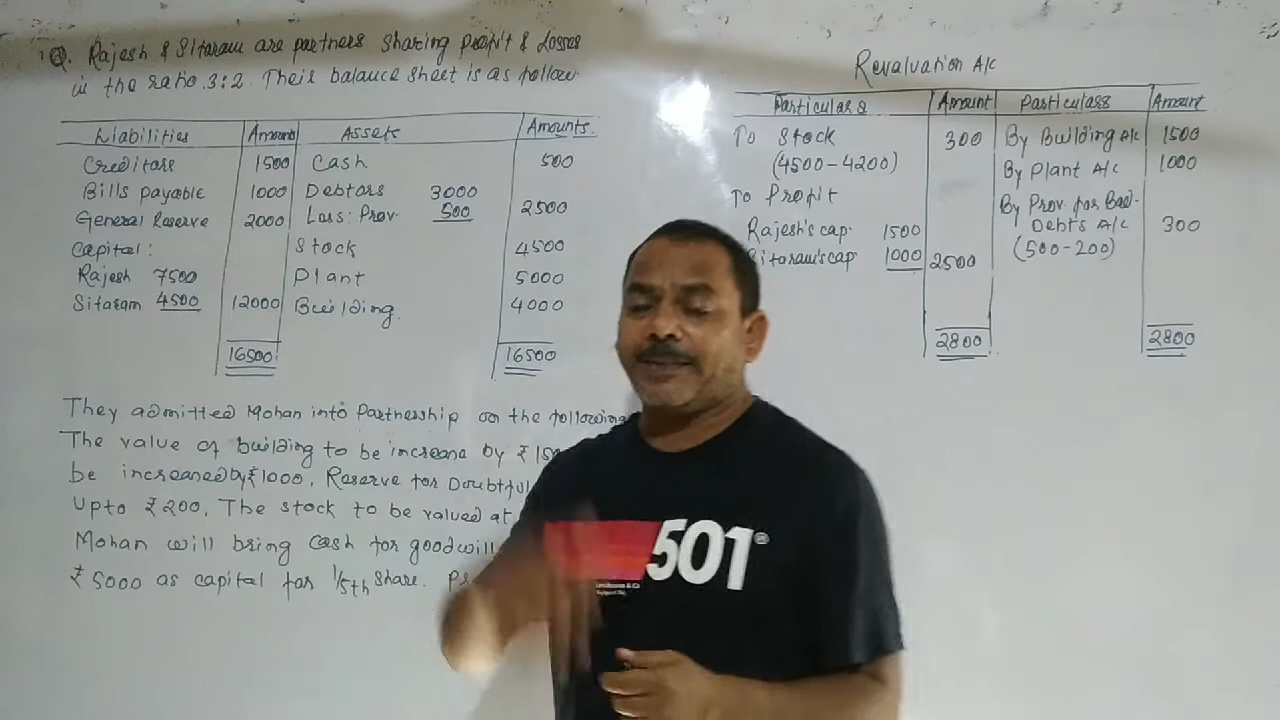 Q. Rajesh & Sitaram are partners sharing profit & Losses
in the ratio 3:2. Their balance sheet is as follow.
Liabilities Amount Assets Amounts.
Creditors 1500 Cash 500
Bills payable 1000 Debtors 3000
General Reserve 2000 Less: Prov. 500 2500
Capital: Stock 4500
Rajesh 7500 Plant 5000
Sitaram 4500 12000 Building. 4000
16500 16500
They admitted Mohan into Partnership on the following
The value of building to be increase by ₹
be increased by ₹1000, Reserve for Doubtful
Upto ₹200, The stock to be valued at
Mohan will bring cash for goodwill
₹5000 as capital for 1/5th share.
Revaluation A/c
Particulars Amount Particulars Amount
To Stock 300 By Building A/c 1500
(4500-4200) By Plant A/c 1000
To Profit By Prov. for Bad-
Rajesh's cap. 1500 Debts A/c 300
Sitaram's cap 1000 2500 (500-200)
2800 2800
501